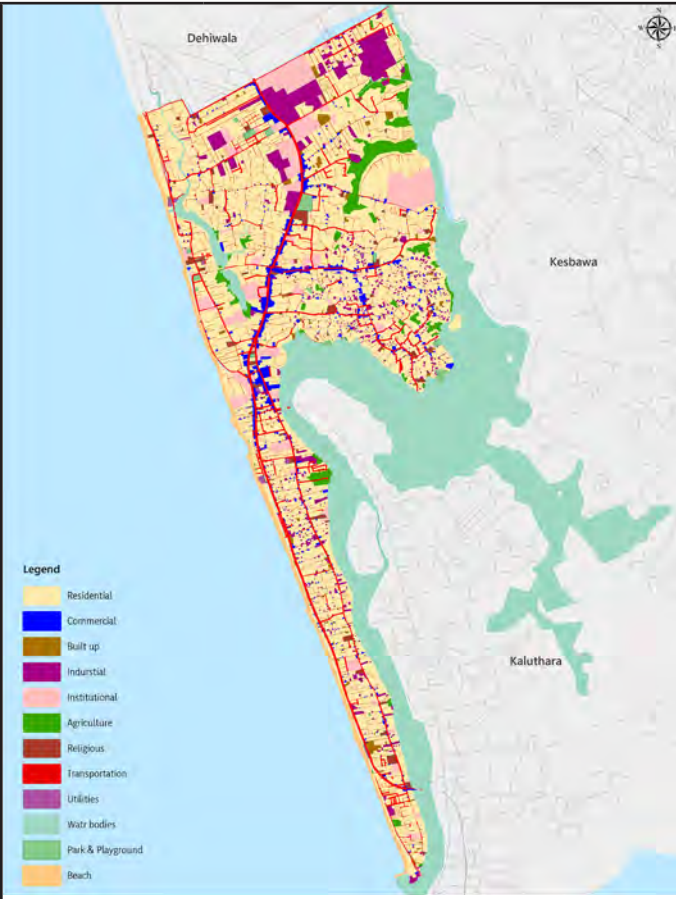 Dehiwala
N
W
E
S
Kesbawa
Kaluthara
Legend
Residential
Commercial
Built up
Indurstial
Institutional
Agriculture
Religious
Transportation
Utilities
Watr bodies
Park & Playground
Beach